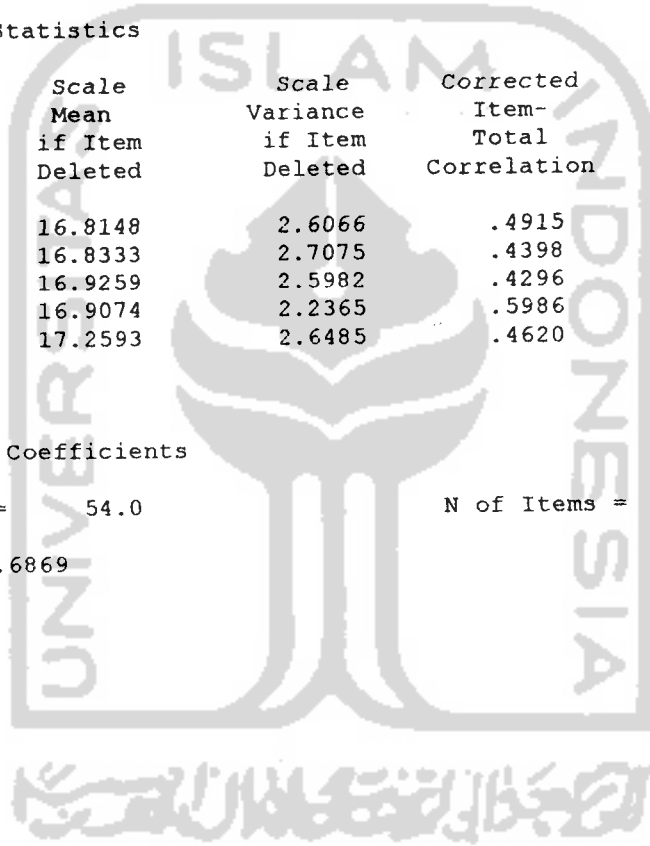 Statistics
Scale Scale Corrected
Mean Variance Item-
if Item if Item Total
Deleted Deleted Correlation
16.8148 2.6066 .4915
16.8333 2.7075 .4398
16.9259 2.5982 .4296
16.9074 2.2365 .5986
17.2593 2.6485 .4620
Coefficients
= 54.0 N of Items =
.6869
ISLAM
UNIVERSITAS
INDONESIA